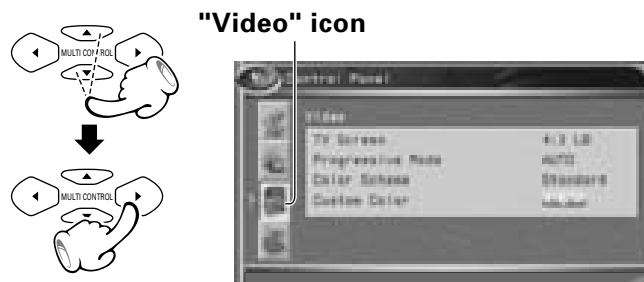 "Video" icon
MULTI CONTROL
MULTI CONTROL
Control Panel
Video
TV Screen 4:3 LB
Progressive Mode AUTO
Color Scheme Standard
Custom Color